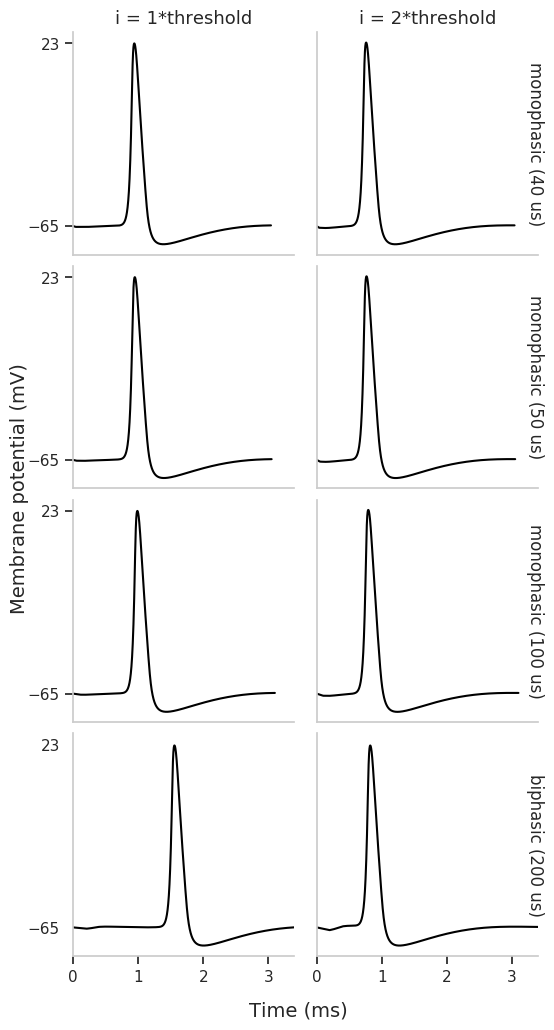 i = 1*threshold
i = 2*threshold
23
−65
monophasic (40 us)
23
−65
monophasic (50 us)
Membrane potential (mV)
23
−65
monophasic (100 us)
23
−65
biphasic (200 us)
0 1 2 3
0 1 2 3
Time (ms)